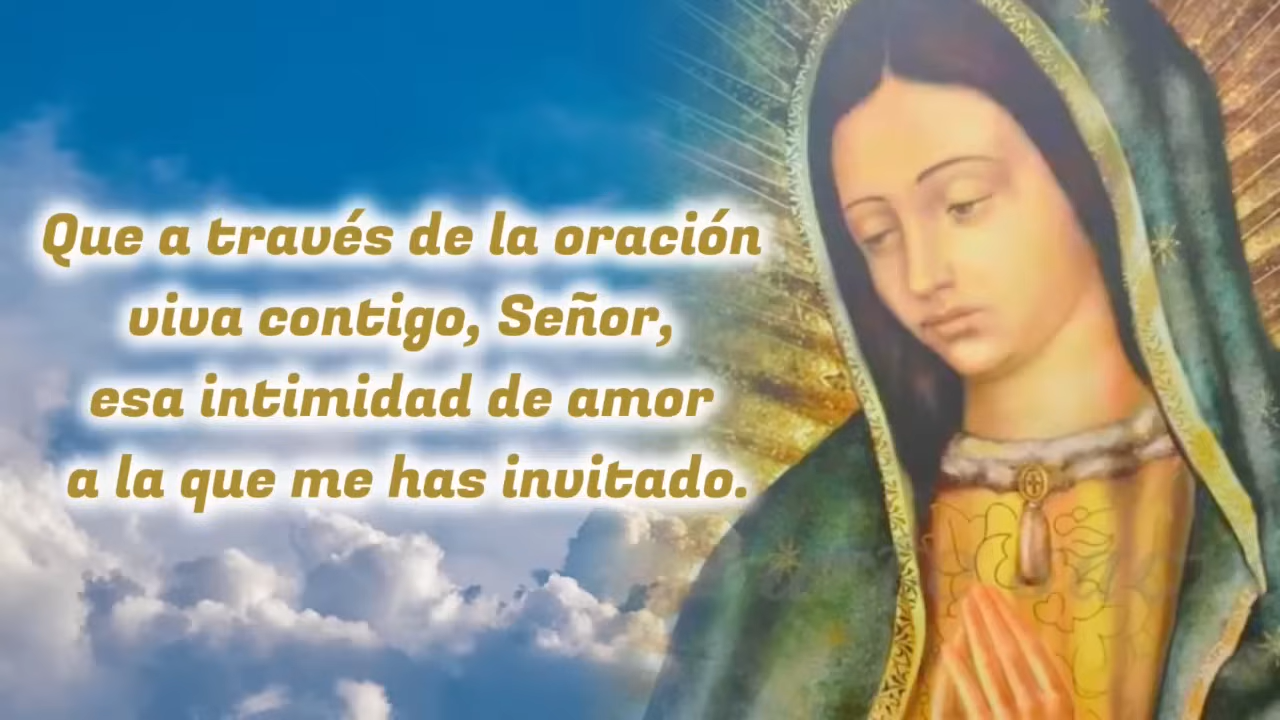 Que a través de la oración
viva contigo, Señor,
esa intimidad de amor
a la que me has invitado.